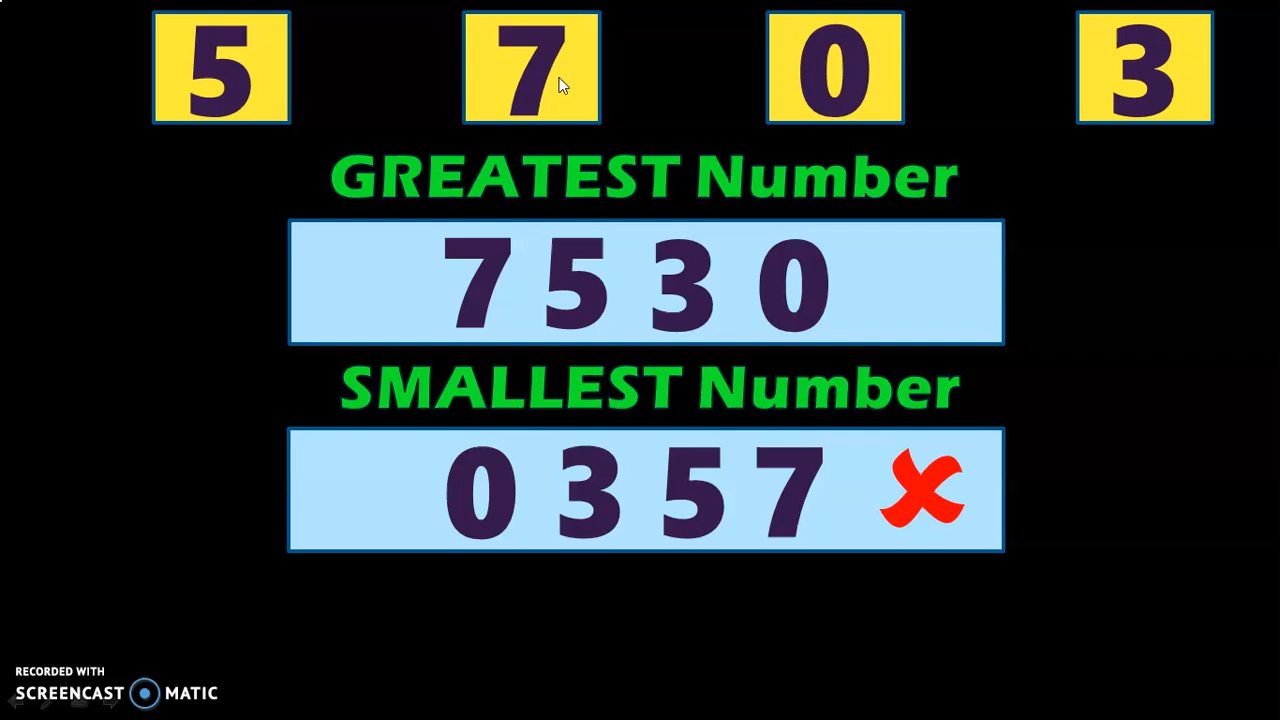 5 7 0 3
GREATEST Number
7 5 3 0
SMALLEST Number
0 3 5 7
RECORDED WITH
SCREENCAST MATIC